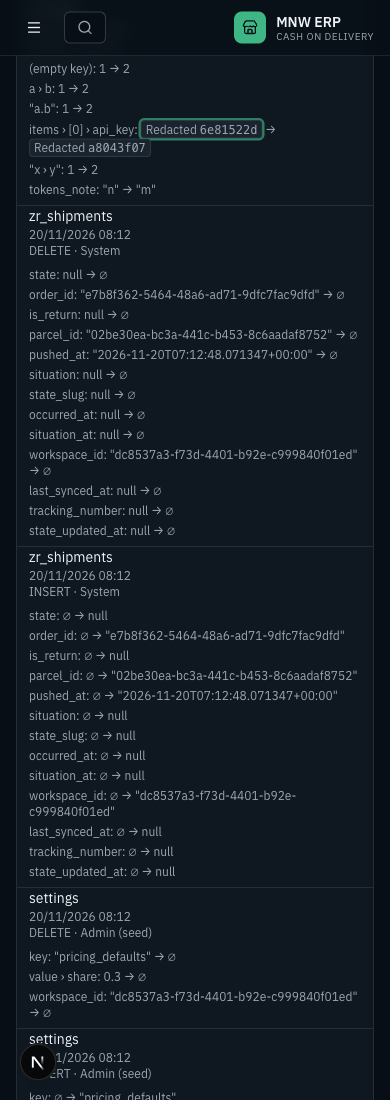 MNW ERP
CASH ON DELIVERY
(empty key): 1 → 2
a › b: 1 → 2
"a.b": 1 → 2
items › [0] › api_key: Redacted 6e81522d →
Redacted a8043f07
"x › y": 1 → 2
tokens_note: "n" → "m"
zr_shipments
20/11/2026 08:12
DELETE · System
state: null → ∅
order_id: "e7b8f362-5464-48a6-ad71-9dfc7fac9dfd" → ∅
is_return: null → ∅
parcel_id: "02be30ea-bc3a-441c-b453-8c6aadaf8752" → ∅
pushed_at: "2026-11-20T07:12:48.071347+00:00" → ∅
situation: null → ∅
state_slug: null → ∅
occurred_at: null → ∅
situation_at: null → ∅
workspace_id: "dc8537a3-f73d-4401-b92e-c999840f01ed"
→ ∅
last_synced_at: null → ∅
tracking_number: null → ∅
state_updated_at: null → ∅
zr_shipments
20/11/2026 08:12
INSERT · System
state: ∅ → null
order_id: ∅ → "e7b8f362-5464-48a6-ad71-9dfc7fac9dfd"
is_return: ∅ → null
parcel_id: ∅ → "02be30ea-bc3a-441c-b453-8c6aadaf8752"
pushed_at: ∅ → "2026-11-20T07:12:48.071347+00:00"
situation: ∅ → null
state_slug: ∅ → null
occurred_at: ∅ → null
situation_at: ∅ → null
workspace_id: ∅ → "dc8537a3-f73d-4401-b92e-
c999840f01ed"
last_synced_at: ∅ → null
tracking_number: ∅ → null
state_updated_at: ∅ → null
settings
20/11/2026 08:12
DELETE · Admin (seed)
key: "pricing_defaults" → ∅
value › share: 0.3 → ∅
workspace_id: "dc8537a3-f73d-4401-b92e-c999840f01ed"
→ ∅
settings
1/2026 08:12
N
ERT · Admin (seed)
key: ∅ → "pricing_defaults"